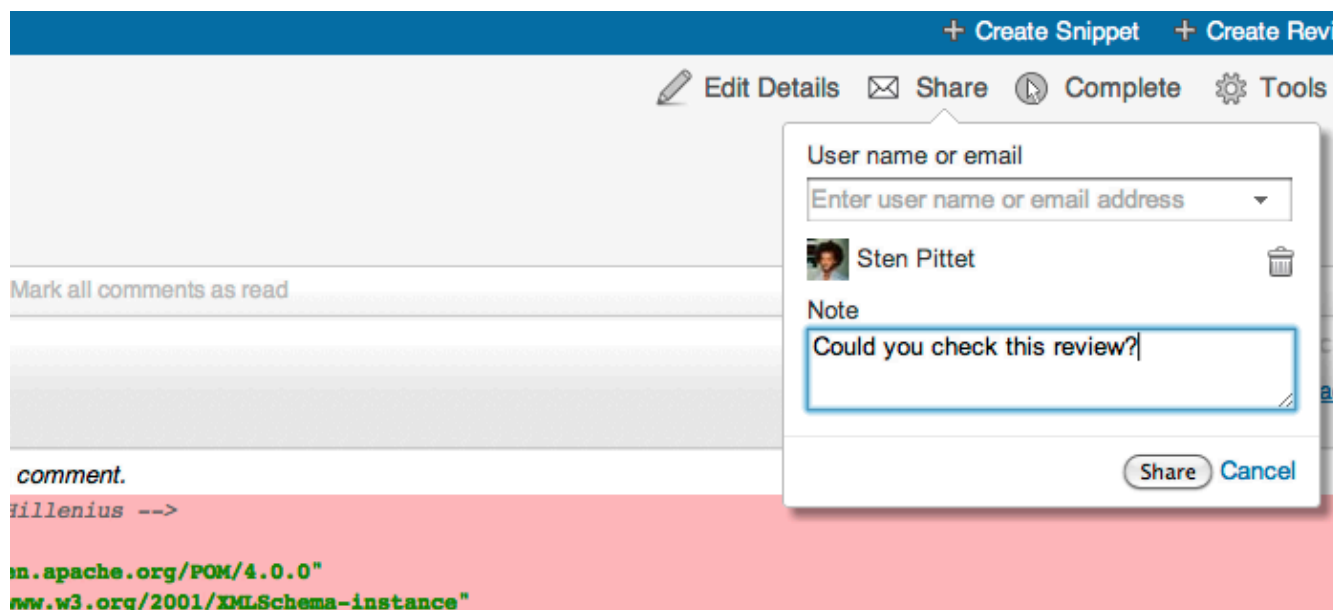 + Create Snippet + Create Revi
Edit Details Share Complete Tools
User name or email
Enter user name or email address
Sten Pittet
Mark all comments as read
Note
Could you check this review?
comment.
Share Cancel
Hillenius -->
en.apache.org/POM/4.0.0"
www.w3.org/2001/XMLSchema-instance"